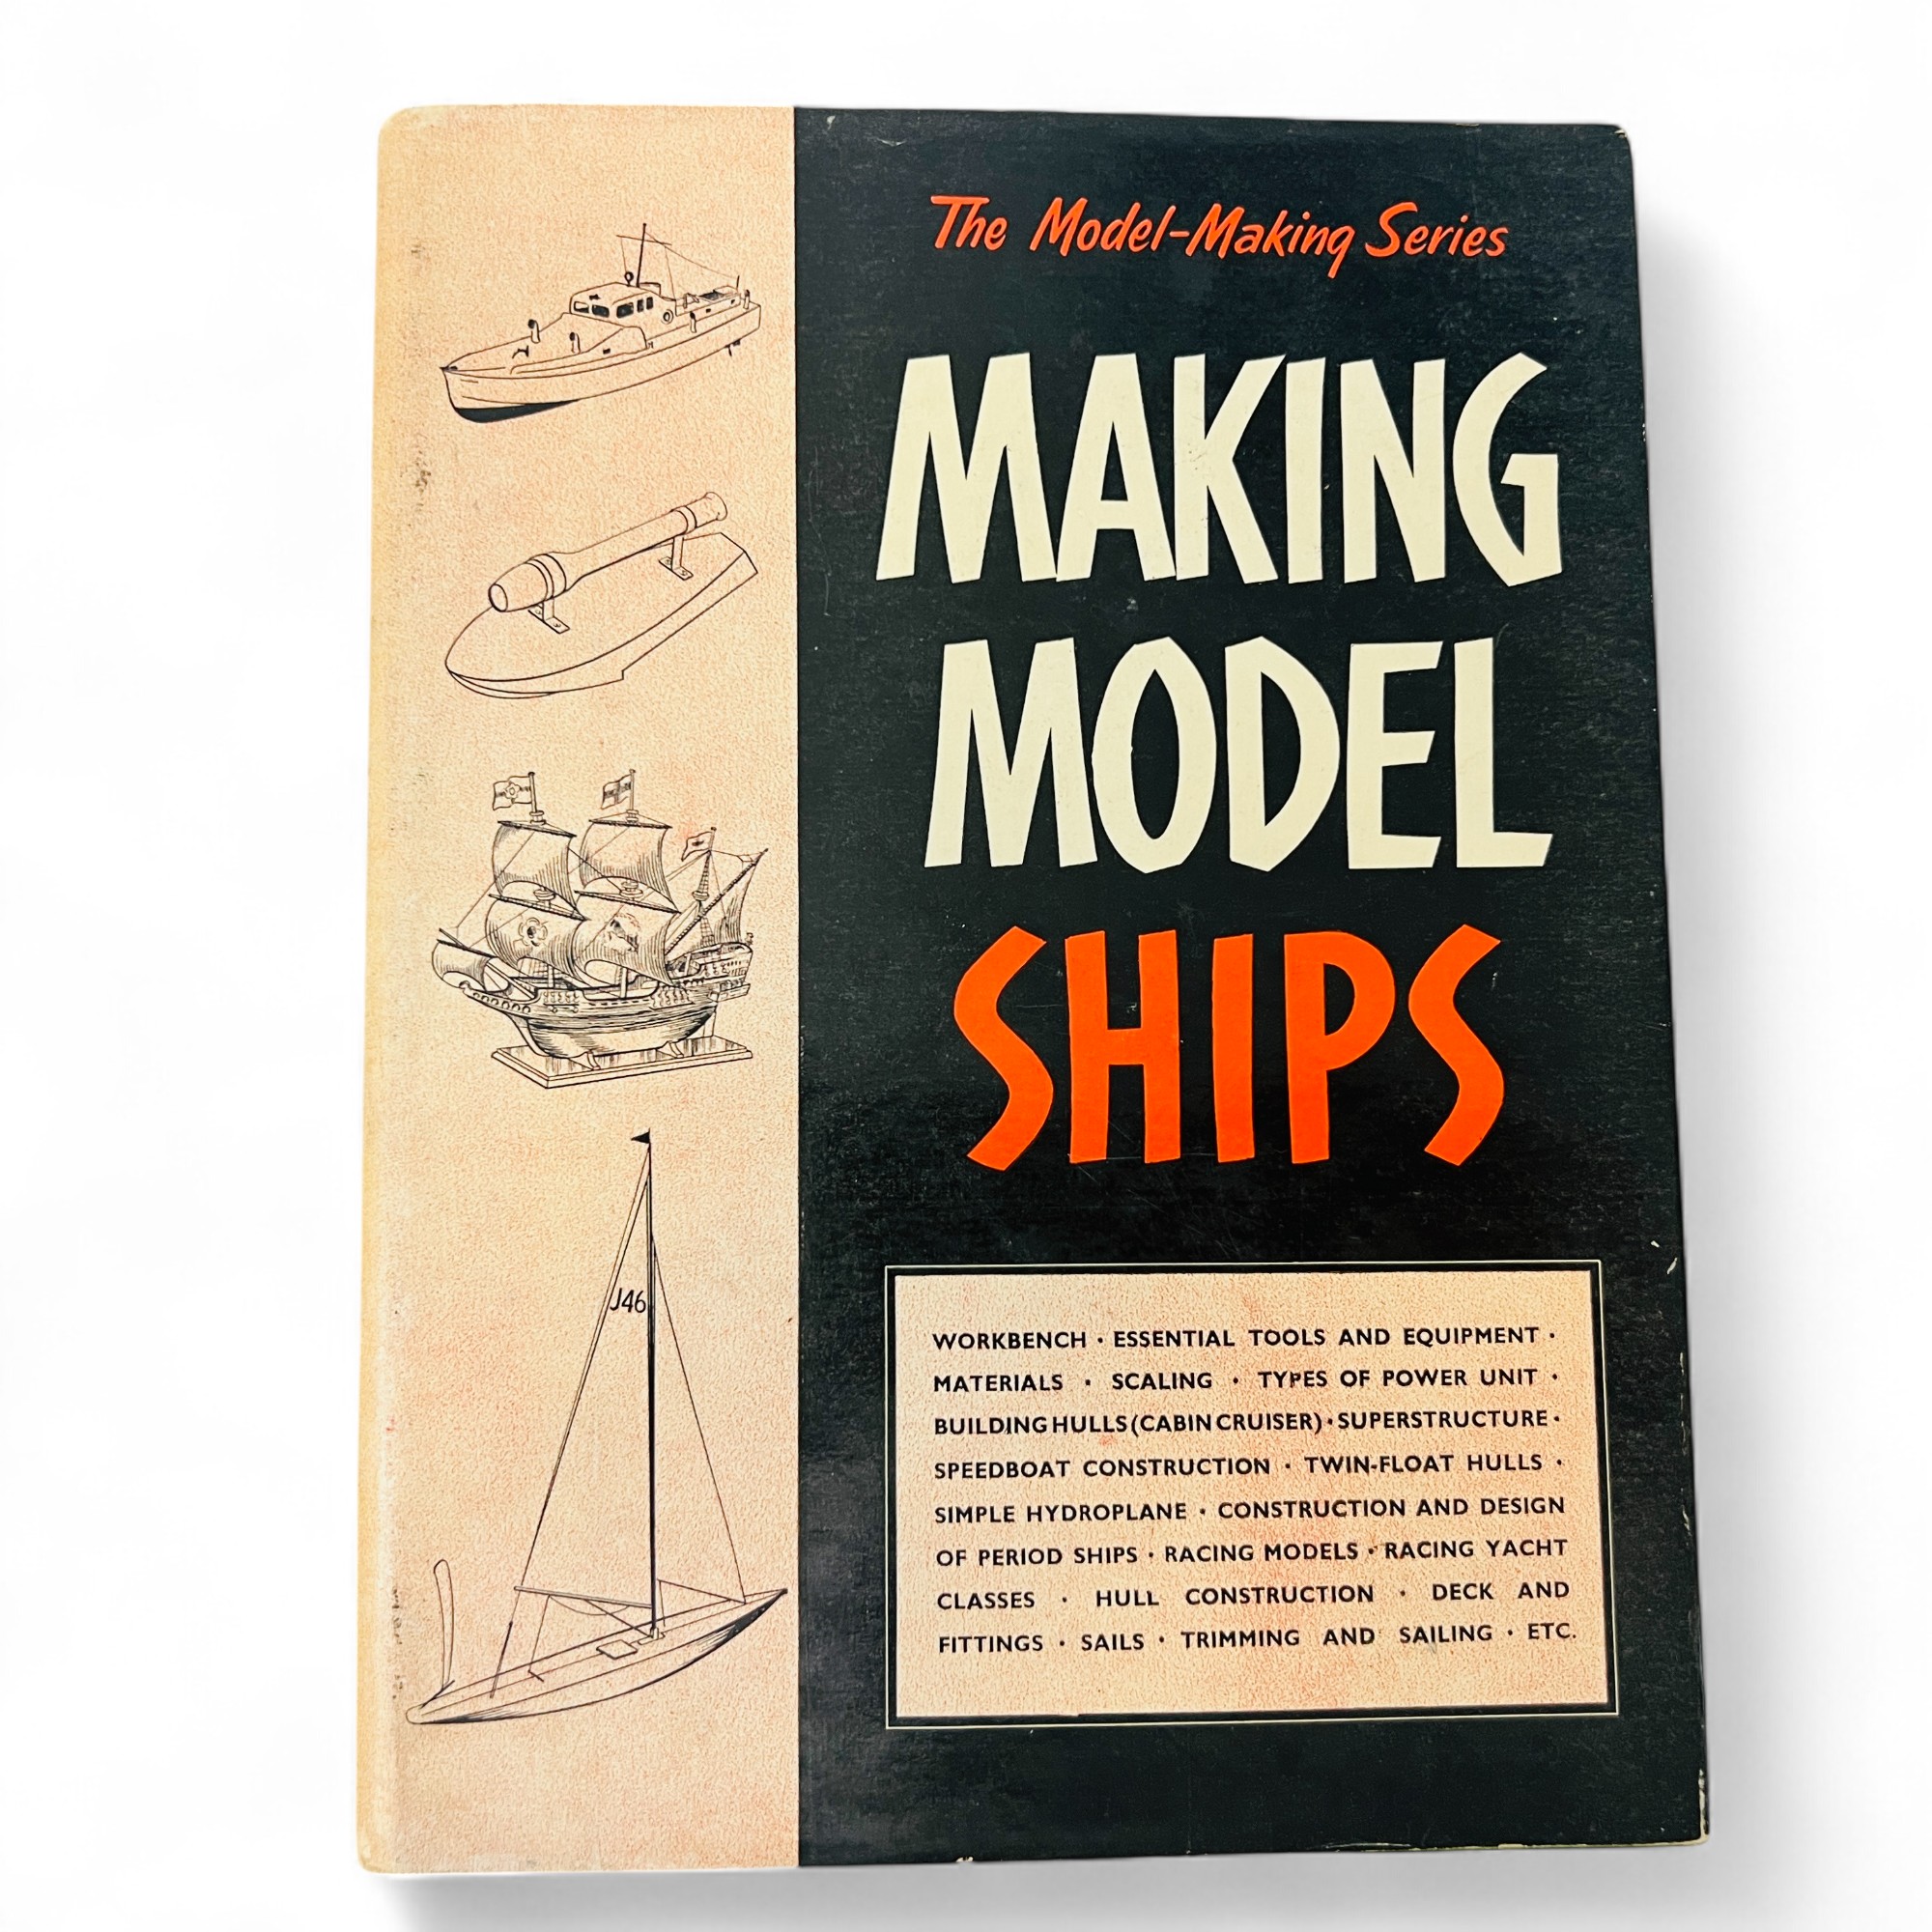 The Model-Making Series
MAKING
MODEL
SHIPS
J46
WORKBENCH · ESSENTIAL TOOLS AND EQUIPMENT ·
MATERIALS · SCALING · TYPES OF POWER UNIT ·
BUILDING HULLS (CABIN CRUISER) · SUPERSTRUCTURE ·
SPEEDBOAT CONSTRUCTION · TWIN-FLOAT HULLS ·
SIMPLE HYDROPLANE · CONSTRUCTION AND DESIGN
OF PERIOD SHIPS · RACING MODELS · RACING YACHT
CLASSES · HULL CONSTRUCTION · DECK AND
FITTINGS · SAILS · TRIMMING AND SAILING · ETC.